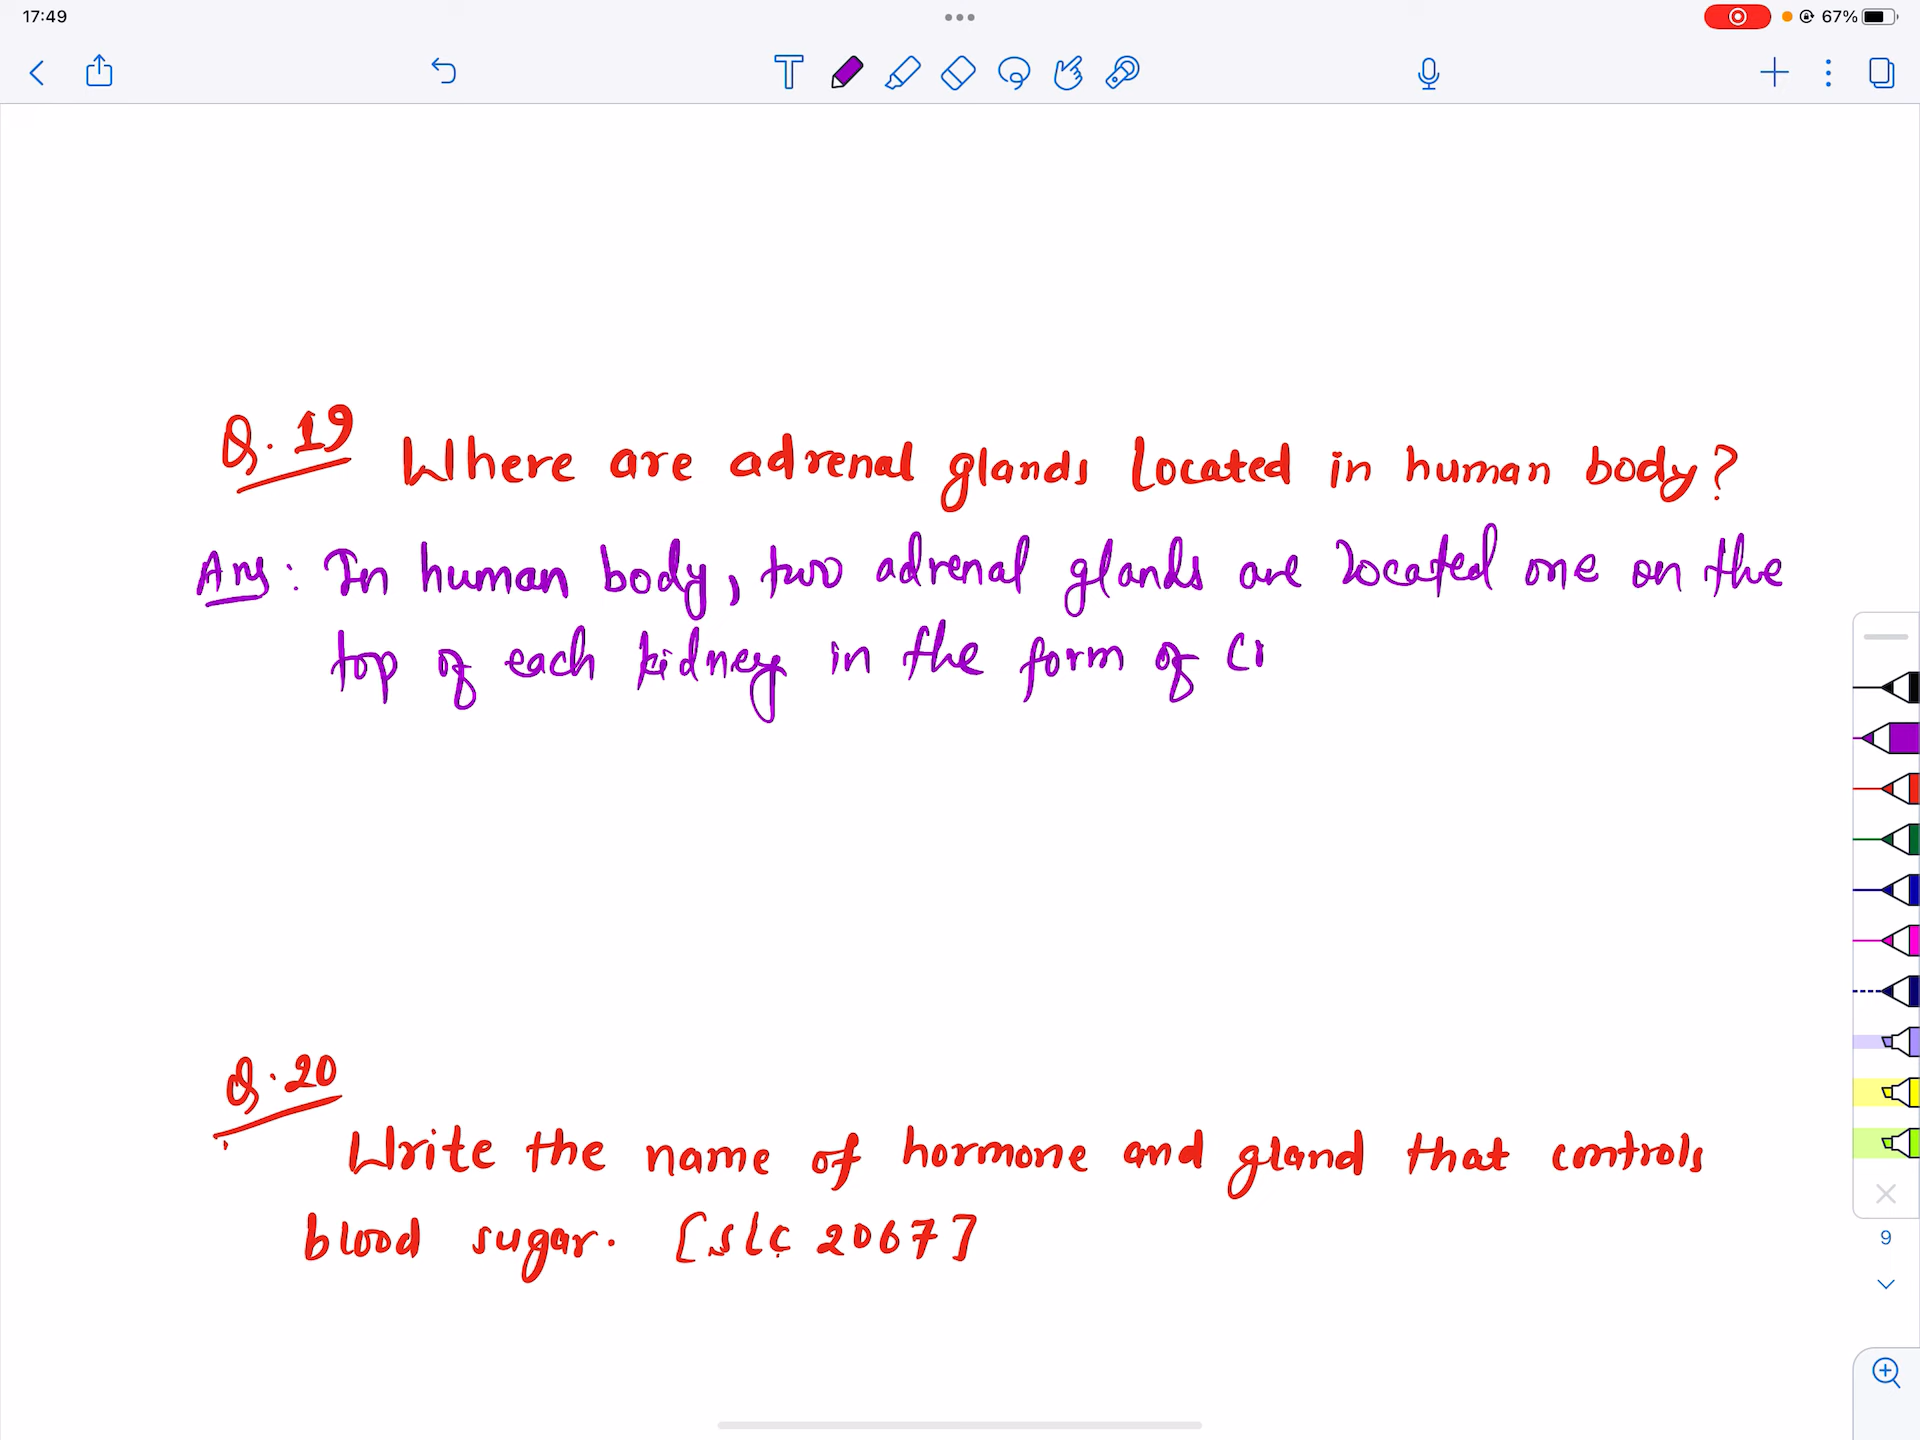 17:49
67%
Q. 19 Where are adrenal glands located in human body?
Ans: In human body, two adrenal glands are located one on the
top of each kidney in the form of
Q. 20
Write the name of hormone and gland that controls
blood sugar. [SLC 2067]
9